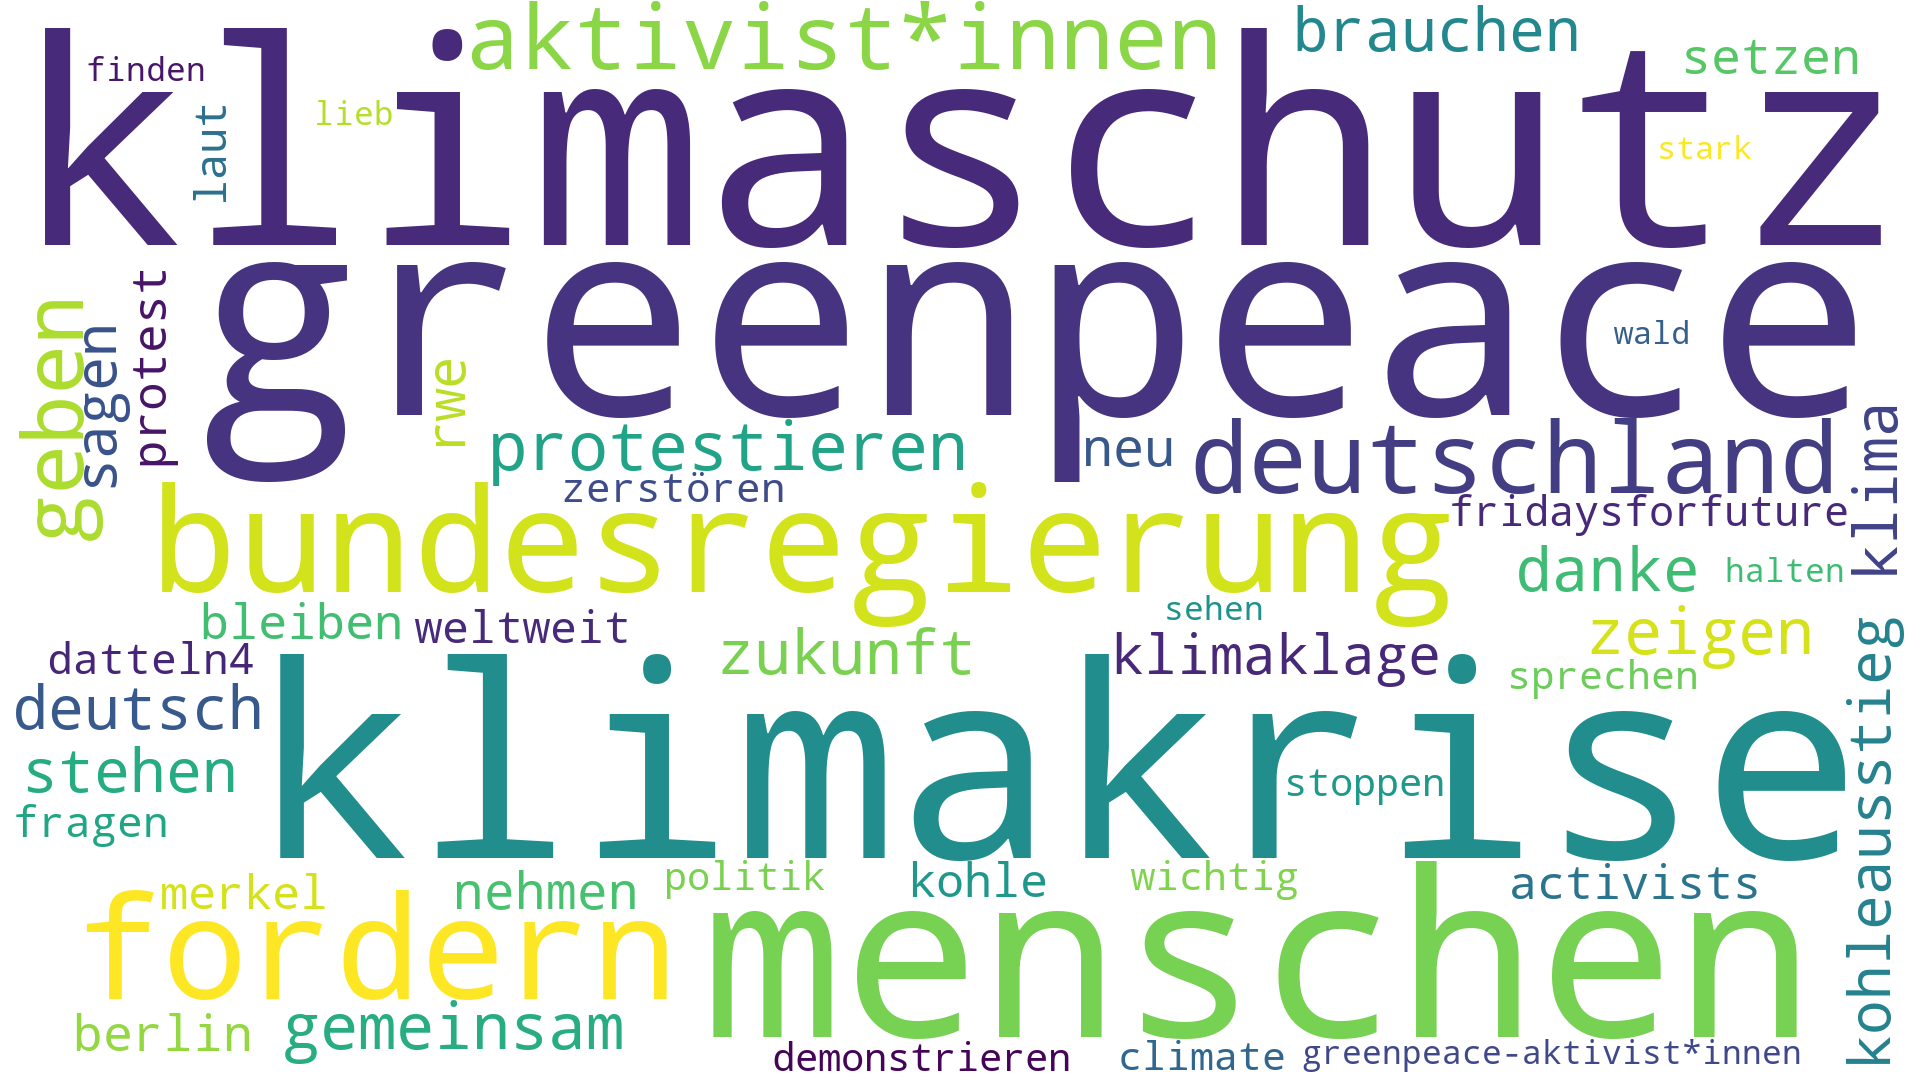 aktivist*innen
brauchen
setzen
finden
klimaschutz
lieb
laut
stark
greenpeace
wald
geben
sagen
protest
rwe
protestieren
neu
deutschland
klima
zerstören
fridaysforfuture
bundesregierung
danke
halten
bleiben
weltweit
sehen
zeigen
datteln4
zukunft
klimaklage
sprechen
kohleausstieg
deutsch
klimakrise
stehen
stoppen
fragen
merkel
nehmen
politik
kohle
wichtig
activists
fordern
menschen
berlin
gemeinsam
demonstrieren
climate
greenpeace-aktivist*innen